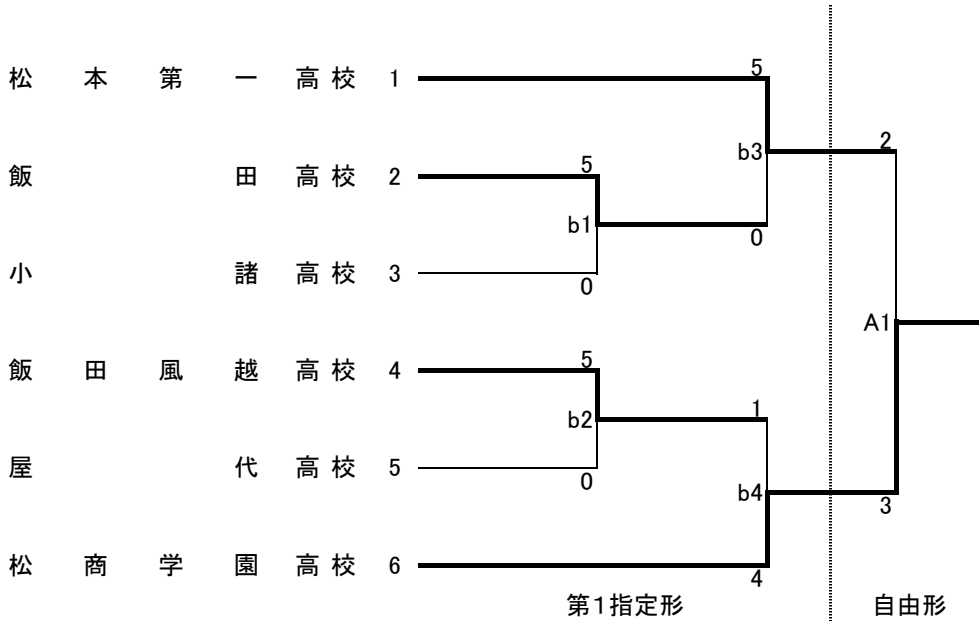 松本第一高校 1
5
b3
2
飯田高校 2
5
b1
0
小諸高校 3
0
A1
飯田風越高校 4
5
b2
1
屋代高校 5
0
b4
3
松商学園高校 6
4
第1指定形 自由形